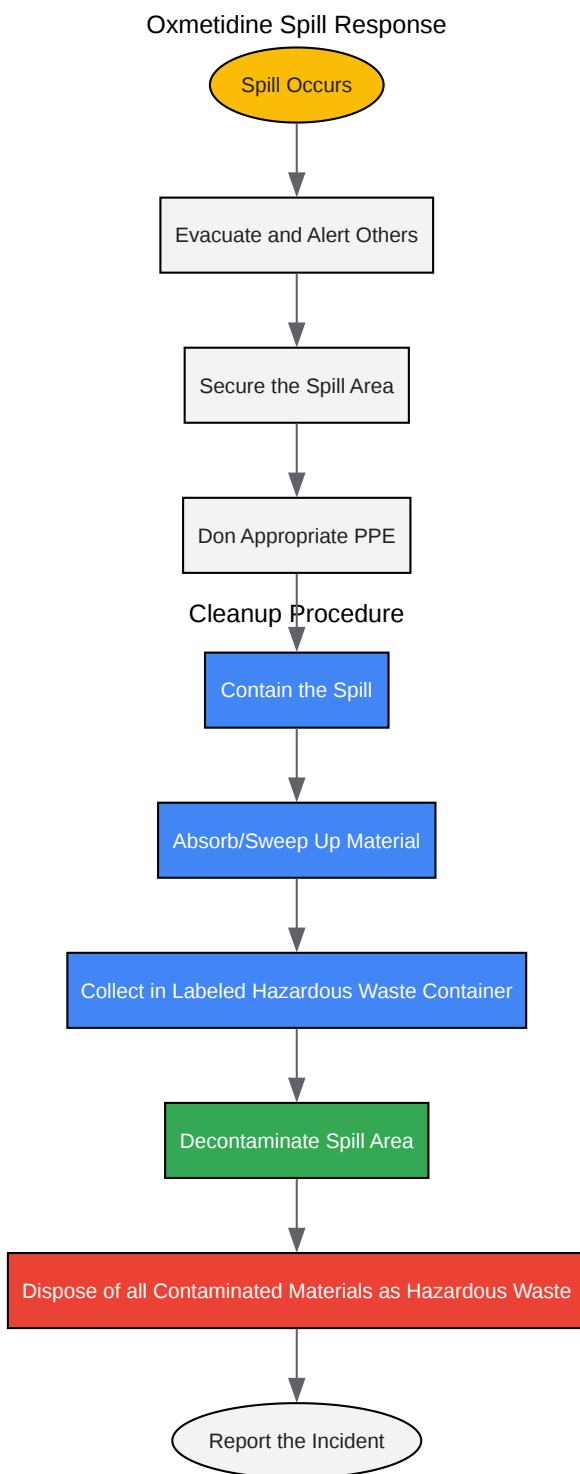 Oxmetidine Spill Response
Spill Occurs
Evacuate and Alert Others
Secure the Spill Area
Don Appropriate PPE
Cleanup Procedure
Contain the Spill
Absorb/Sweep Up Material
Collect in Labeled Hazardous Waste Container
Decontaminate Spill Area
Dispose of all Contaminated Materials as Hazardous Waste
Report the Incident